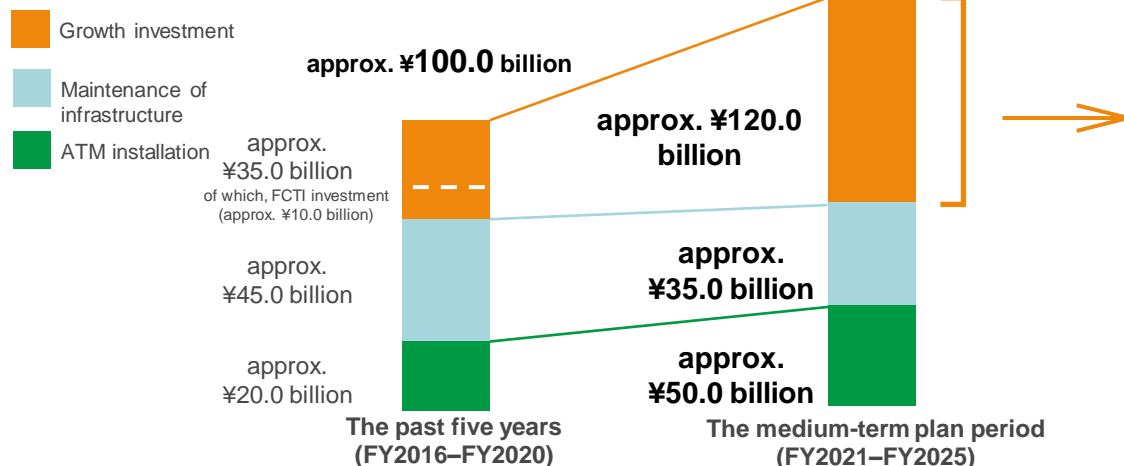 Growth investment
Maintenance of
infrastructure
ATM installation
approx. ¥100.0 billion
approx.
¥35.0 billion
of which, FCTI investment
(approx. ¥10.0 billion)
approx.
¥45.0 billion
approx.
¥20.0 billion
The past five years
(FY2016–FY2020)
approx. ¥120.0
billion
approx.
¥35.0 billion
approx.
¥50.0 billion
The medium-term plan period
(FY2021–FY2025)